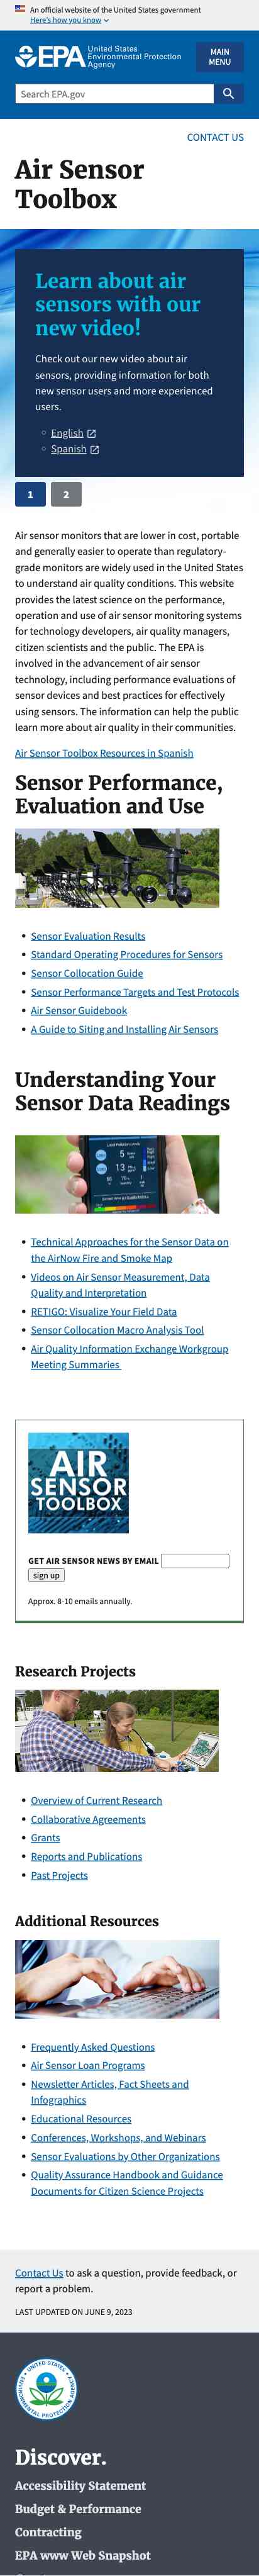 An official website of the United States government
Here's how you know
EPA
United States
Environmental Protection
Agency
MAIN
MENU
Search EPA.gov
CONTACT US
Air Sensor
Toolbox
Learn about air
sensors with our
new video!
Check out our new video about air
sensors, providing information for both
new sensor users and more experienced
users.
English
Spanish
1
2
Air sensor monitors that are lower in cost, portable
and generally easier to operate than regulatory-
grade monitors are widely used in the United States
to understand air quality conditions. This website
provides the latest science on the performance,
operation and use of air sensor monitoring systems
for technology developers, air quality managers,
citizen scientists and the public. The EPA is
involved in the advancement of air sensor
technology, including performance evaluations of
sensor devices and best practices for effectively
using sensors. The information can help the public
learn more about air quality in their communities.
Air Sensor Toolbox Resources in Spanish
Sensor Performance,
Evaluation and Use
Sensor Evaluation Results
Standard Operating Procedures for Sensors
Sensor Collocation Guide
Sensor Performance Targets and Test Protocols
Air Sensor Guidebook
A Guide to Siting and Installing Air Sensors
Understanding Your
Sensor Data Readings
Technical Approaches for the Sensor Data on
the AirNow Fire and Smoke Map
Videos on Air Sensor Measurement, Data
Quality and Interpretation
RETIGO: Visualize Your Field Data
Sensor Collocation Macro Analysis Tool
Air Quality Information Exchange Workgroup
Meeting Summaries
AIR
SENSOR
TOOLBOX
GET AIR SENSOR NEWS BY EMAIL
sign up
Approx. 8-10 emails annually.
Research Projects
Overview of Current Research
Collaborative Agreements
Grants
Reports and Publications
Past Projects
Additional Resources
Frequently Asked Questions
Air Sensor Loan Programs
Newsletter Articles, Fact Sheets and
Infographics
Educational Resources
Conferences, Workshops, and Webinars
Sensor Evaluations by Other Organizations
Quality Assurance Handbook and Guidance
Documents for Citizen Science Projects
Contact Us to ask a question, provide feedback, or
report a problem.
LAST UPDATED ON JUNE 9, 2023
UNITED STATES
ENVIRONMENTAL PROTECTION
AGENCY
Discover.
Accessibility Statement
Budget & Performance
Contracting
EPA www Web Snapshot